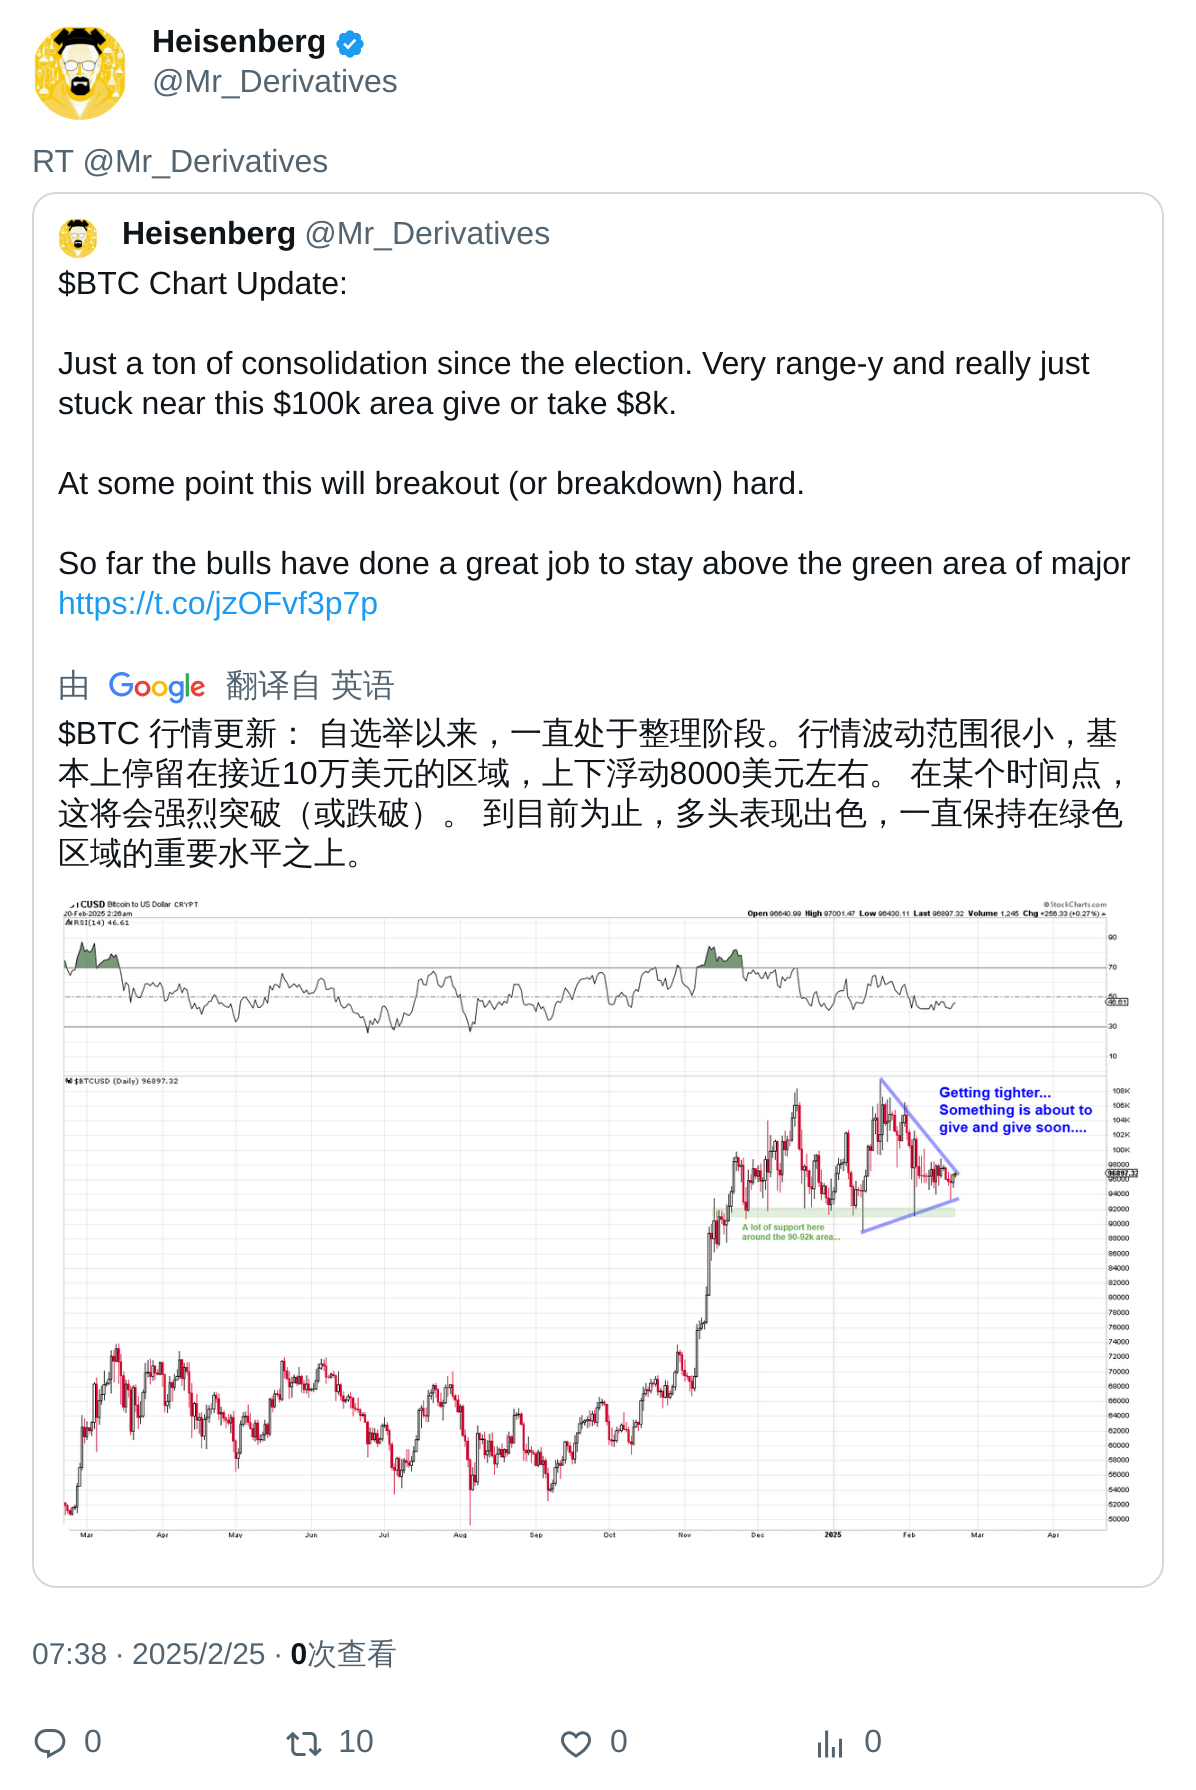 Heisenberg
@Mr_Derivatives
RT @Mr_Derivatives
Heisenberg @Mr_Derivatives
$BTC Chart Update:
Just a ton of consolidation since the election. Very range-y and really just
stuck near this $100k area give or take $8k.
At some point this will breakout (or breakdown) hard.
So far the bulls have done a great job to stay above the green area of major
https://t.co/jzOFvf3p7p
由 Google 翻译自 英语
$BTC 行情更新： 自选举以来，一直处于整理阶段。行情波动范围很小，基
本上停留在接近10万美元的区域，上下浮动8000美元左右。 在某个时间点，
这将会强烈突破（或跌破）。 到目前为止，多头表现出色，一直保持在绿色
区域的重要水平之上。
Bitcoin to US Dollar CRYPT
© StockCharts.com
20-Feb-2025 2:26am
Open 96640.99 High 97001.47 Low 96430.11 Last 96897.32 Volume 1,245 Chg +256.33 (+0.27%)
RSI(14) 46.61
90
70
50
46.61
30
10
$BTCUSD (Daily) 96897.32
Getting tighter...
Something is about to
give and give soon....
108K
106K
104K
102K
100K
98000
96897.32
96000
94000
92000
90000
88000
86000
84000
82000
80000
78000
76000
74000
72000
70000
68000
66000
64000
62000
60000
58000
56000
54000
52000
50000
A lot of support here
around the 90-92k area...
Mar Apr May Jun Jul Aug Sep Oct Nov Dec 2025 Feb Mar Apr
07:38 · 2025/2/25 · 0次查看
0 10 0 0